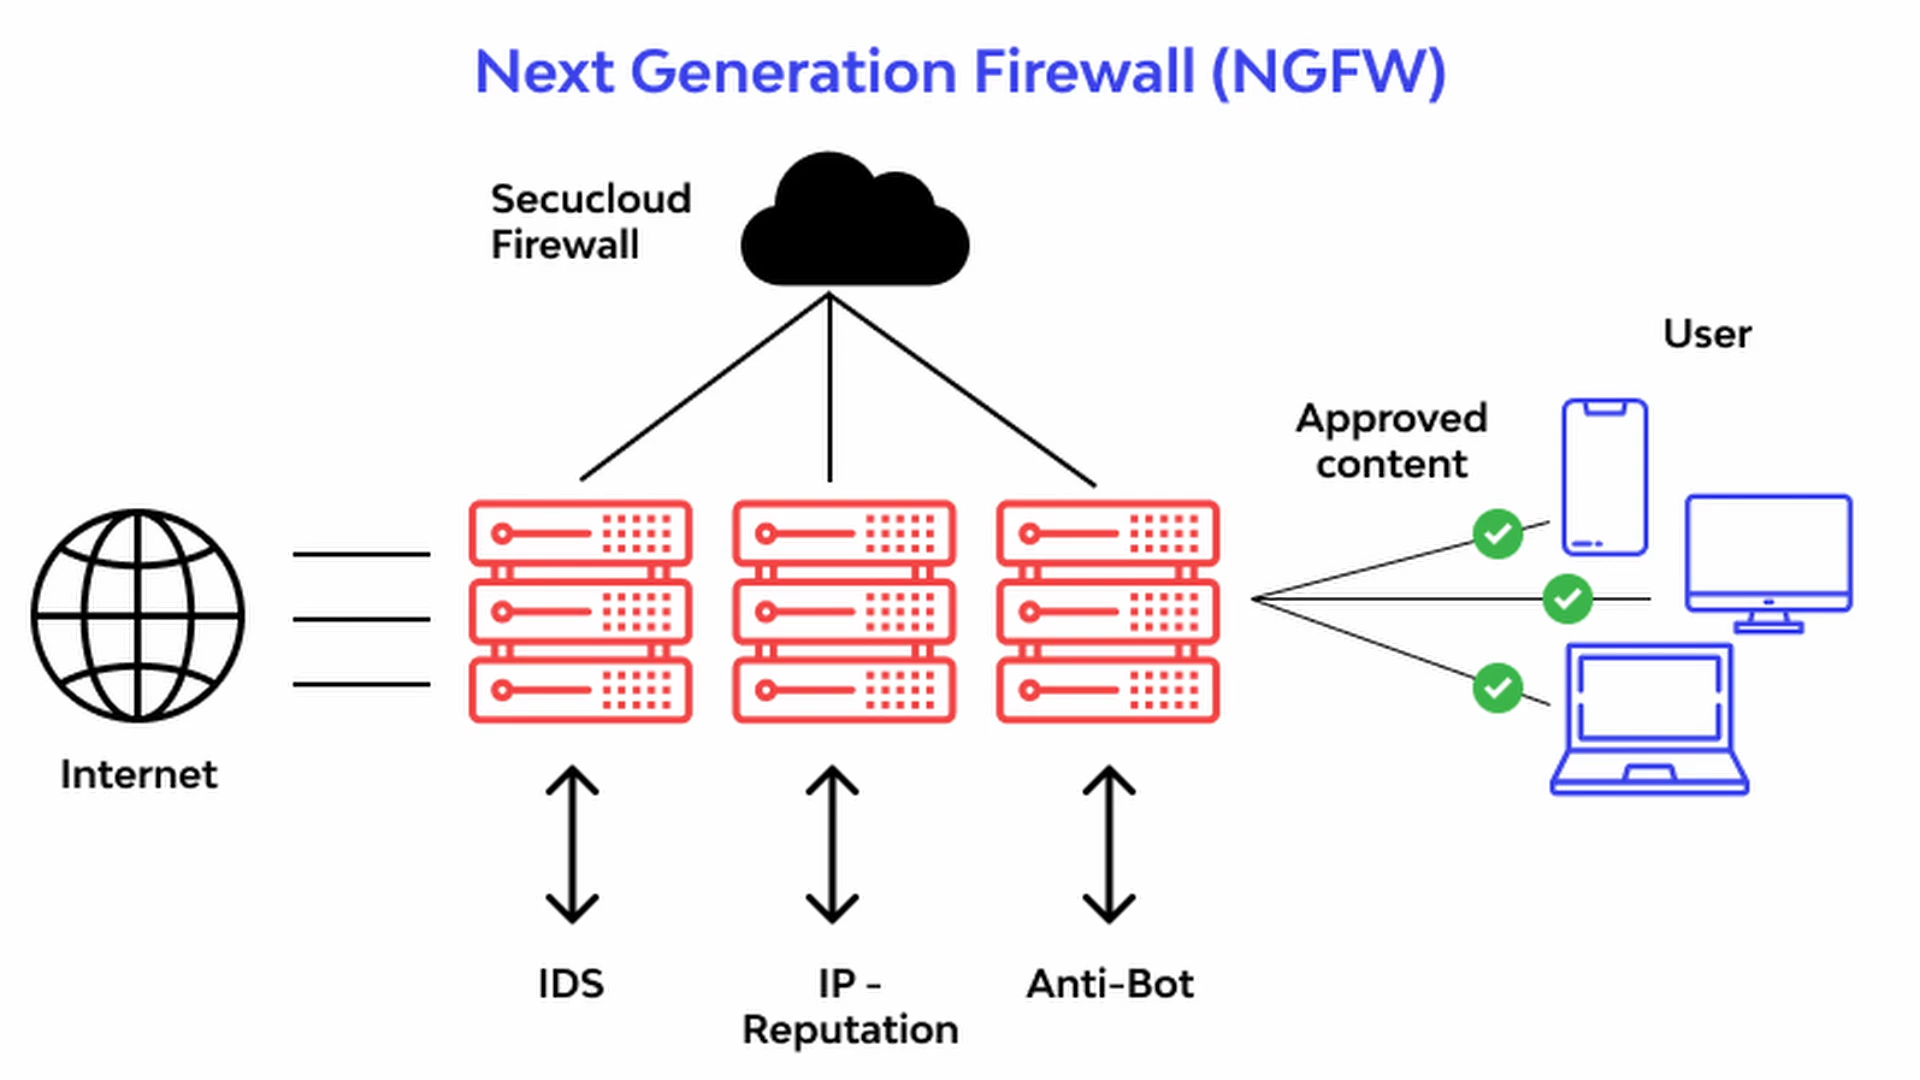 Next Generation Firewall (NGFW)
Secucloud
Firewall
User
Approved
content
Internet
IDS
IP -
Reputation
Anti-Bot